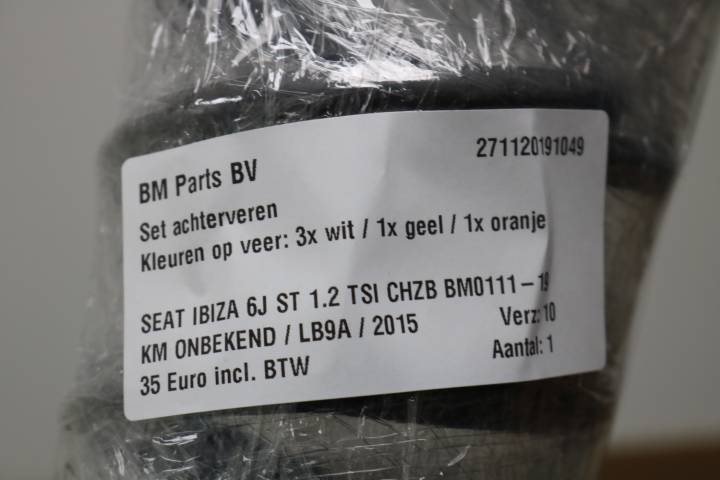 BM Parts BV
271120191049
Set achterveren
Kleuren op veer: 3x wit / 1x geel / 1x oranje
SEAT IBIZA 6J ST 1.2 TSI CHZB BM0111-19
KM ONBEKEND / LB9A / 2015
Verz: 10
35 Euro incl. BTW
Aantal: 1